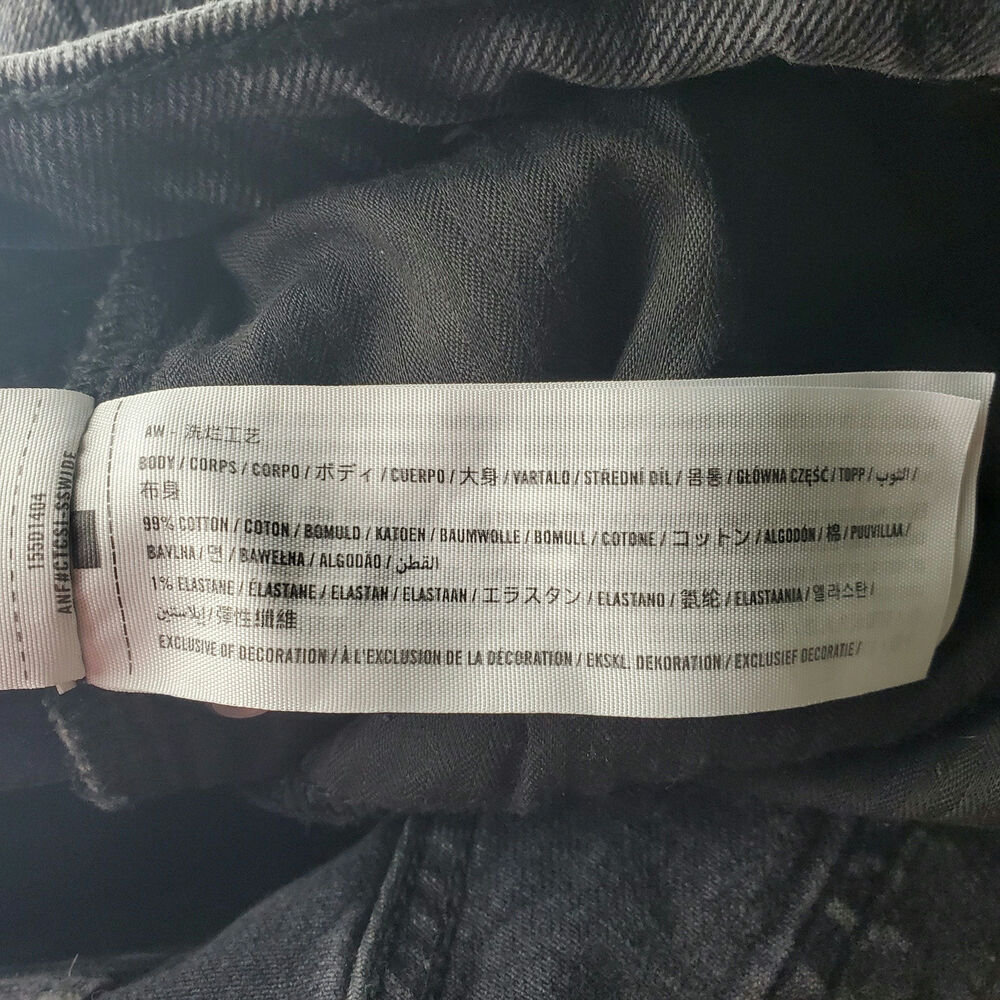 AW - 洗烂工艺
BODY / CORPS / CORPO / ボディ / CUERPO / 大身 / VARTALO / STŘEDNÍ DÍL / 몸통 / GŁÓWNA CZĘŚĆ / TOPP / الثوب /
布身
99% COTTON / COTON / BOMULD / KATOEN / BAUMWOLLE / BOMULL / COTONE / コットン / ALGODÓN / 棉 / PUUVILLAA /
BAVLNA / 면 / BAWEŁNA / ALGODÃO / القطن
1% ELASTANE / ÉLASTANE / ELASTAN / ELASTAAN / エラスタン / ELASTANO / 氨纶 / ELASTAANIA / 엘라스탄 /
إيلاستين / 彈性纖維
EXCLUSIVE OF DECORATION / À L'EXCLUSION DE LA DÉCORATION / EKSKL. DEKORATION / EXCLUSIEF DECORATIE /
15501404
ANF#CTCSI-SSWIDE